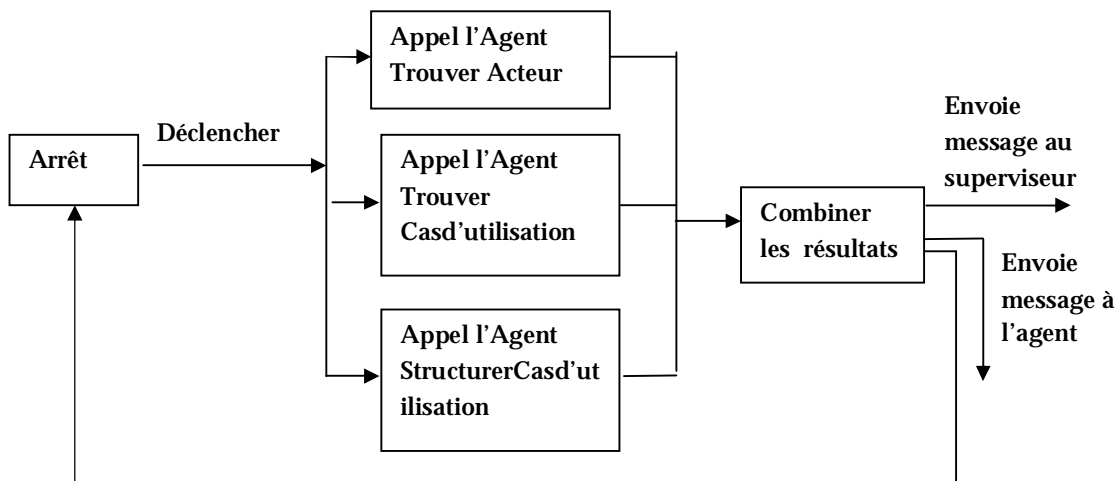 Appel l'Agent
Trouver Acteur
Déclencher
Arrêt
Appel l'Agent
Trouver
Casd'utilisation
Appel l'Agent
StructurerCasd'ut
ilisation
Combiner
les résultats
Envoie
message au
superviseur
Envoie
message à
l'agent